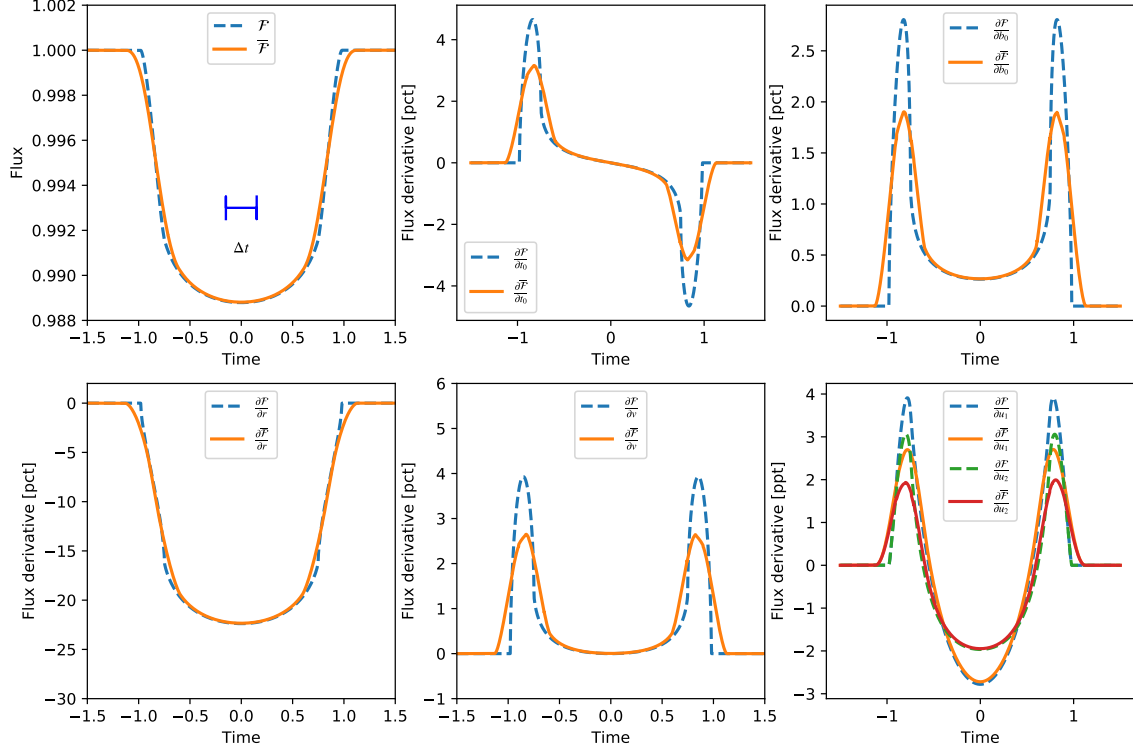 1.002
1.000
0.998
0.996
0.994
0.992
0.990
0.988
Flux
−1.5 −1.0 −0.5 0.0 0.5 1.0 1.5
Time
ℱ
ℱ̅
Δt
4
2
0
−2
−4
Flux derivative [pct]
−1 0 1
Time
∂ℱ/∂t₀
∂ℱ̅/∂t₀
2.5
2.0
1.5
1.0
0.5
0.0
Flux derivative [pct]
−1 0 1
Time
∂ℱ/∂b₀
∂ℱ̅/∂b₀
0
−5
−10
−15
−20
−25
−30
Flux derivative [pct]
−1.5 −1.0 −0.5 0.0 0.5 1.0 1.5
Time
∂ℱ/∂r
∂ℱ̅/∂r
6
5
4
3
2
1
0
−1
Flux derivative [pct]
−1.5 −1.0 −0.5 0.0 0.5 1.0 1.5
Time
∂ℱ/∂v
∂ℱ̅/∂v
4
3
2
1
0
−1
−2
−3
Flux derivative [ppt]
−1 0 1
Time
∂ℱ/∂u₁
∂ℱ̅/∂u₁
∂ℱ/∂u₂
∂ℱ̅/∂u₂